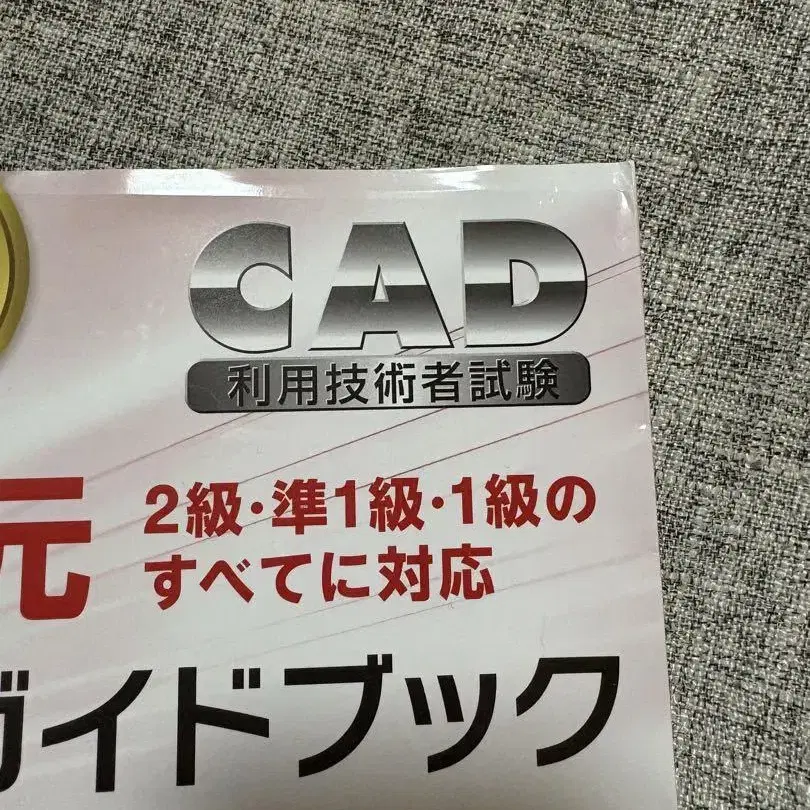 CAD
利用技術者試験
元
2級・準1級・1級の
すべてに対応
ガイドブック